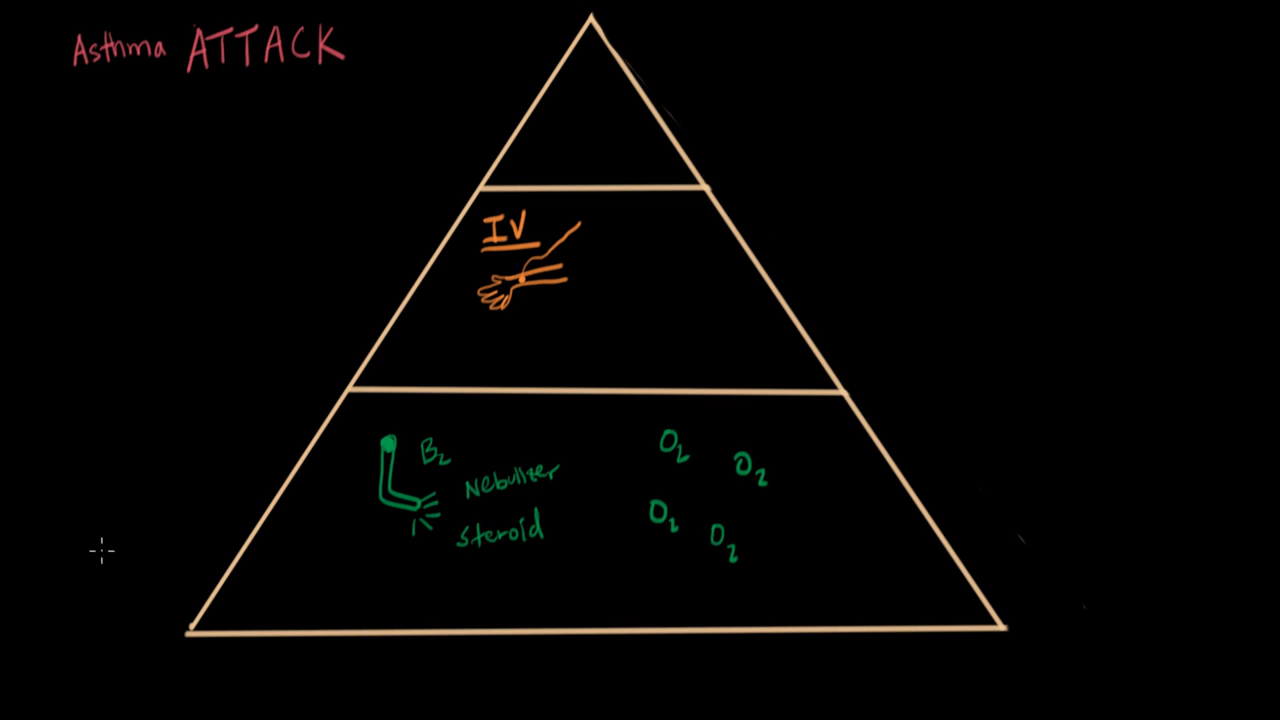 Asthma ATTACK
IV
B2
Nebulizer
steroid
O2
O2
O2
O2